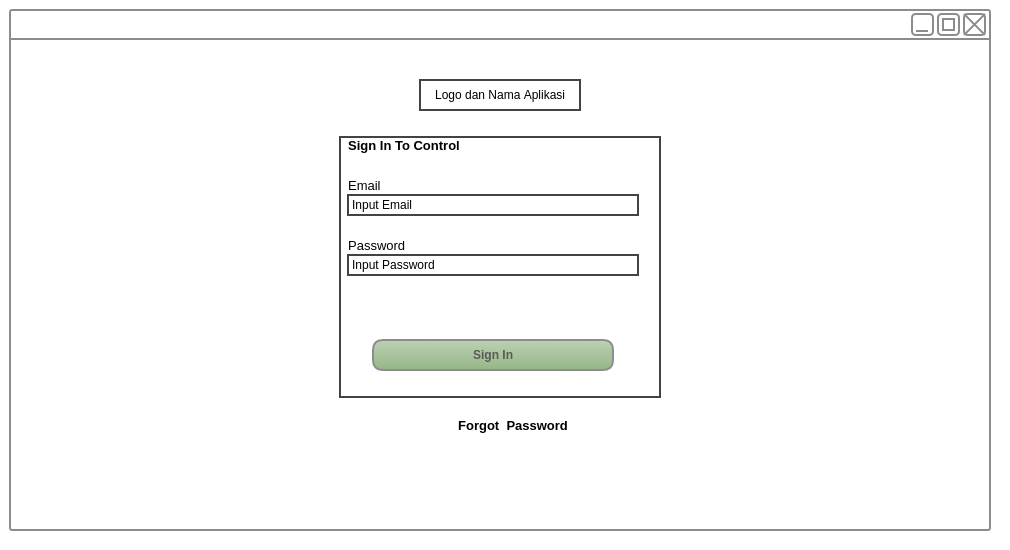 Logo dan Nama Aplikasi
Sign In To Control
Email
Input Email
Password
Input Password
Sign In
Forgot  Password